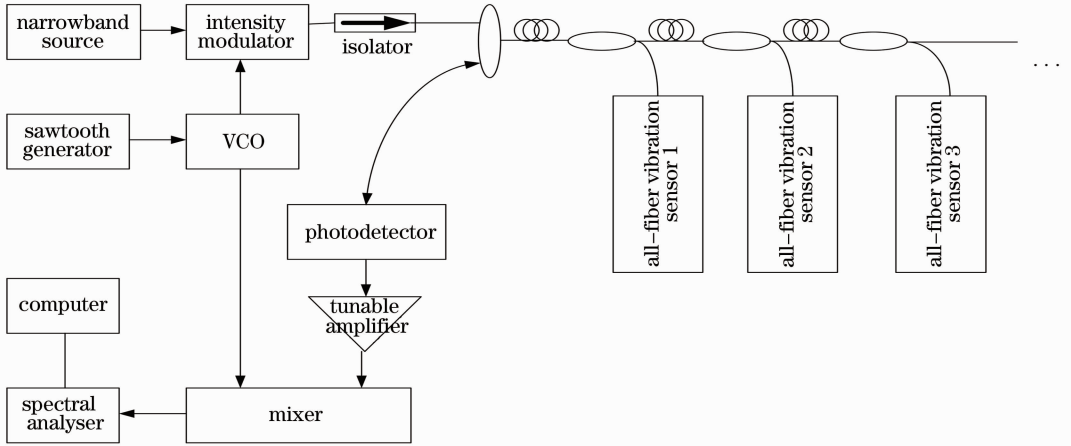 narrowband
source
intensity
modulator
isolator
sawtooth
generator
VCO
photodetector
computer
tunable
amplifier
spectral
analyser
mixer
all-fiber vibration
sensor 1
all-fiber vibration
sensor 2
all-fiber vibration
sensor 3
...